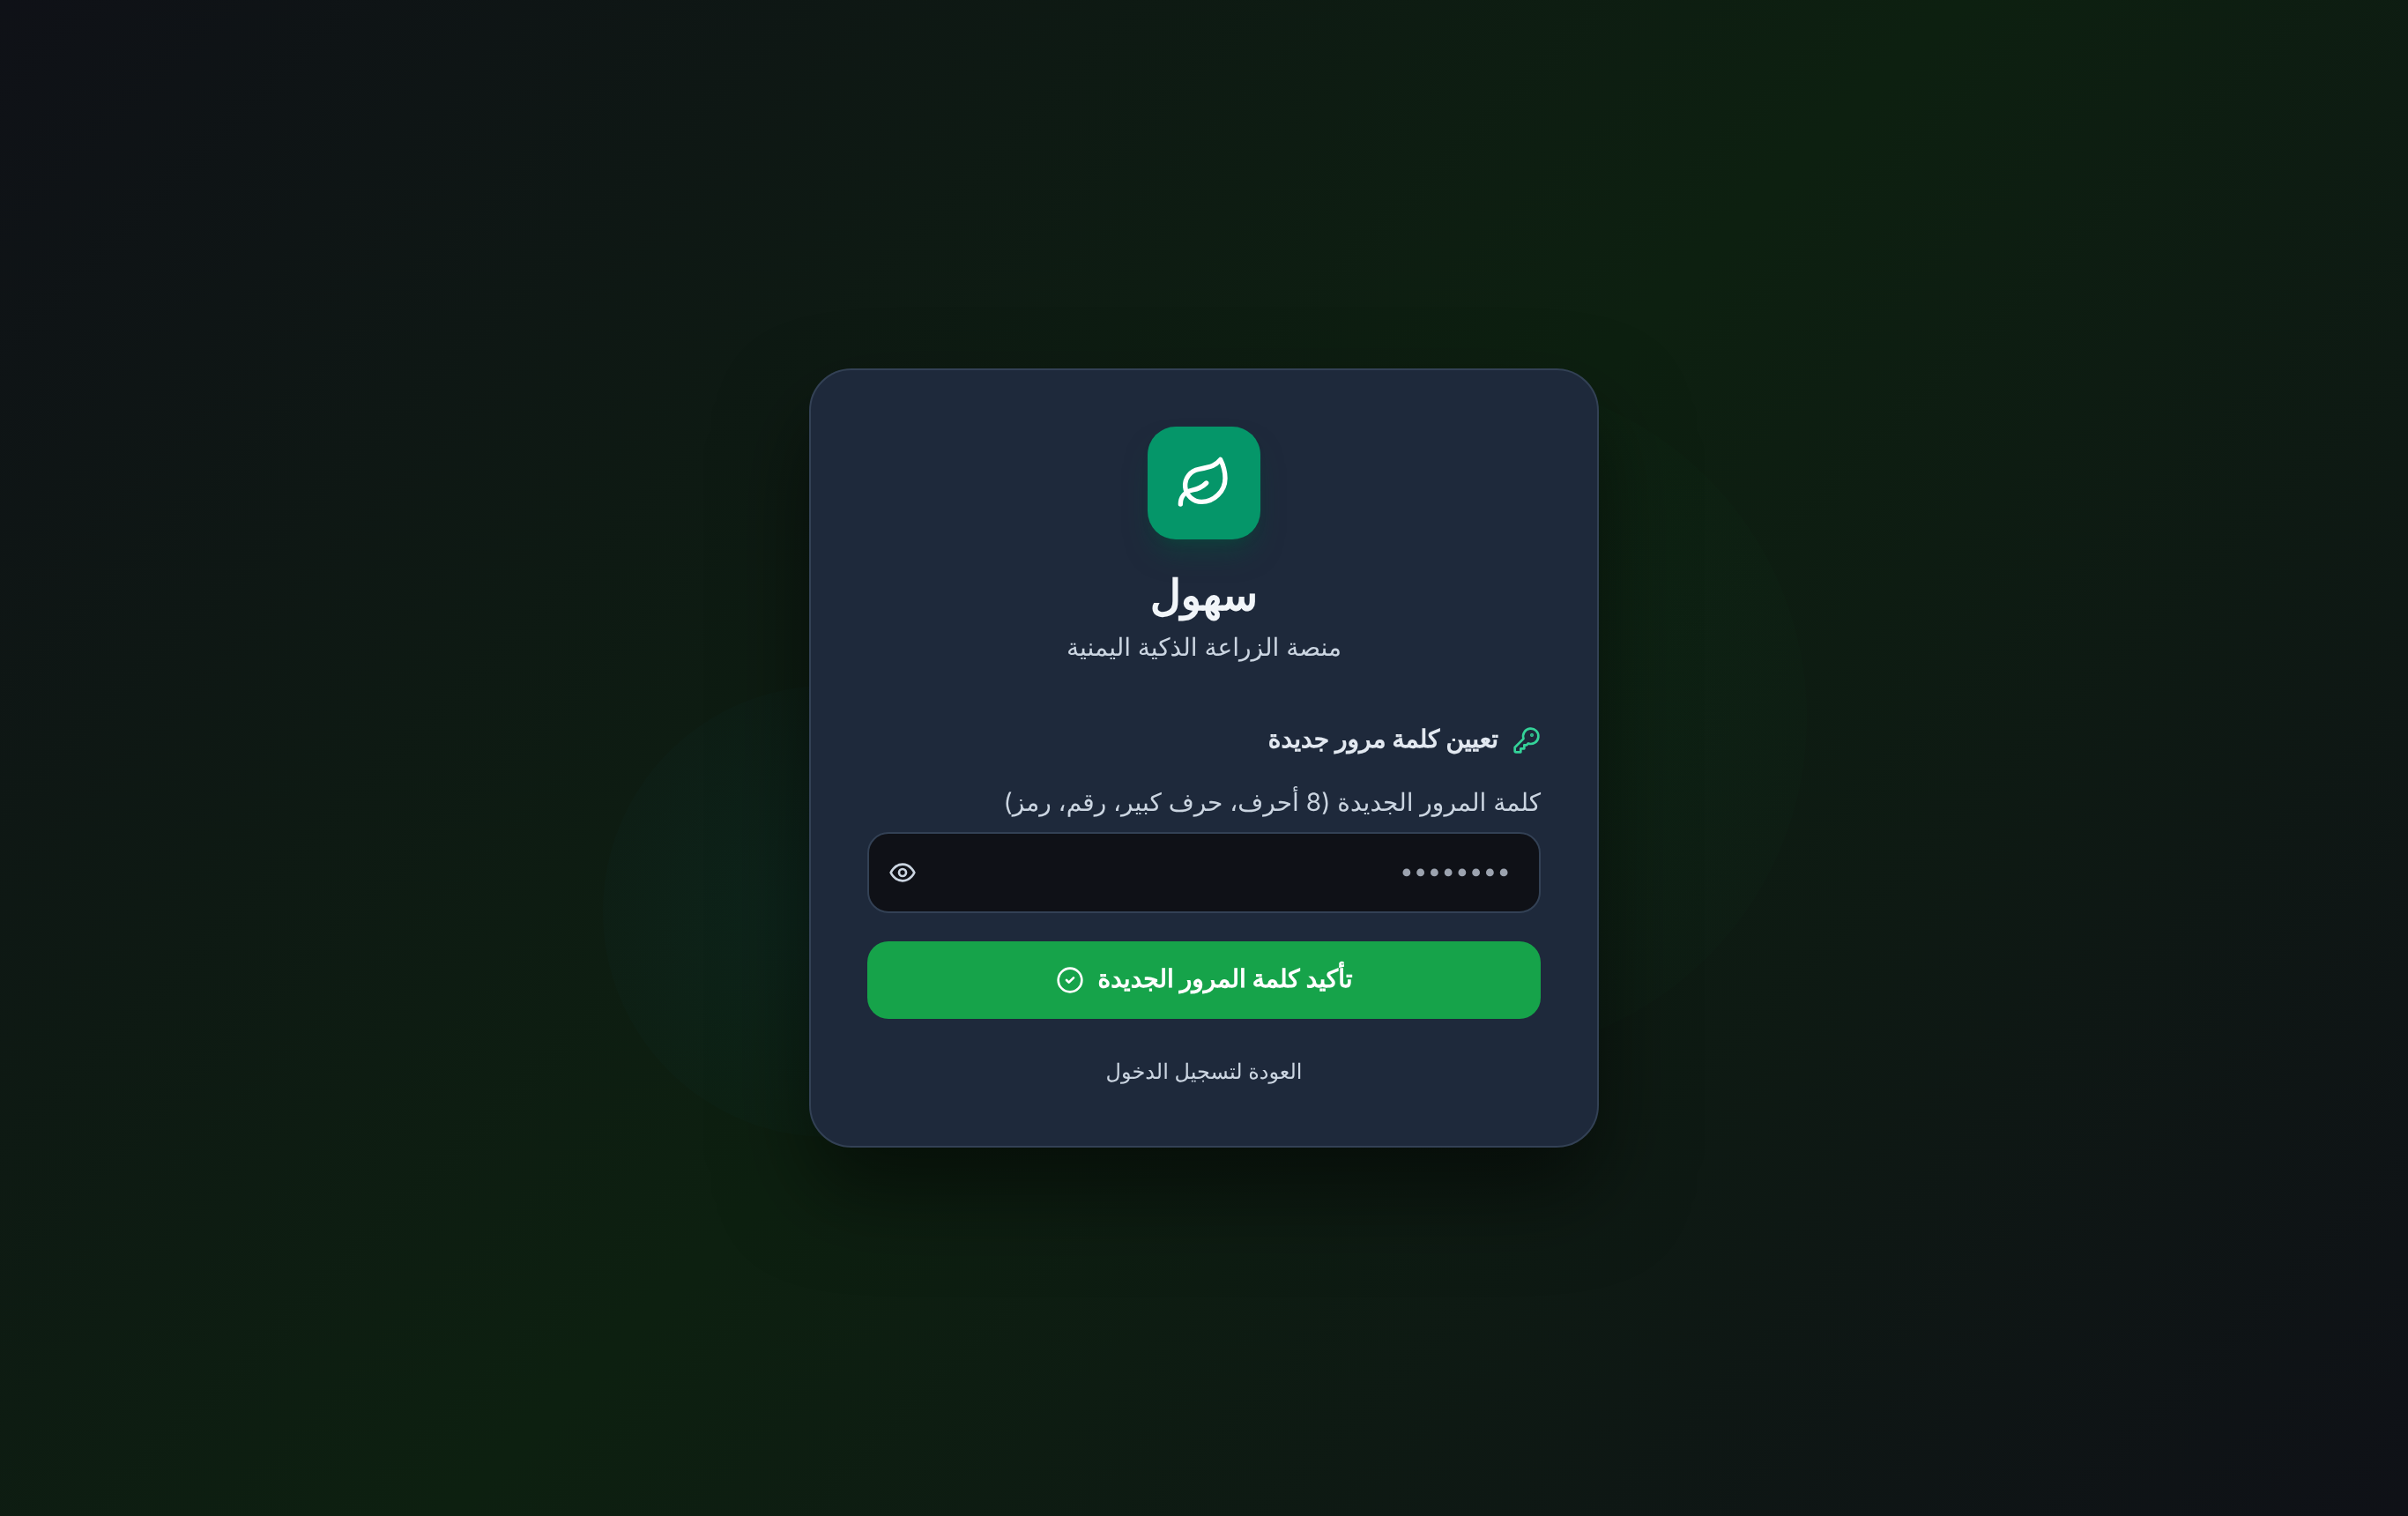 سهول
منصة الزراعة الذكية اليمنية
تعيين كلمة مرور جديدة
كلمة المرور الجديدة (8 أحرف، حرف كبير، رقم، رمز)
••••••••
تأكيد كلمة المرور الجديدة
العودة لتسجيل الدخول